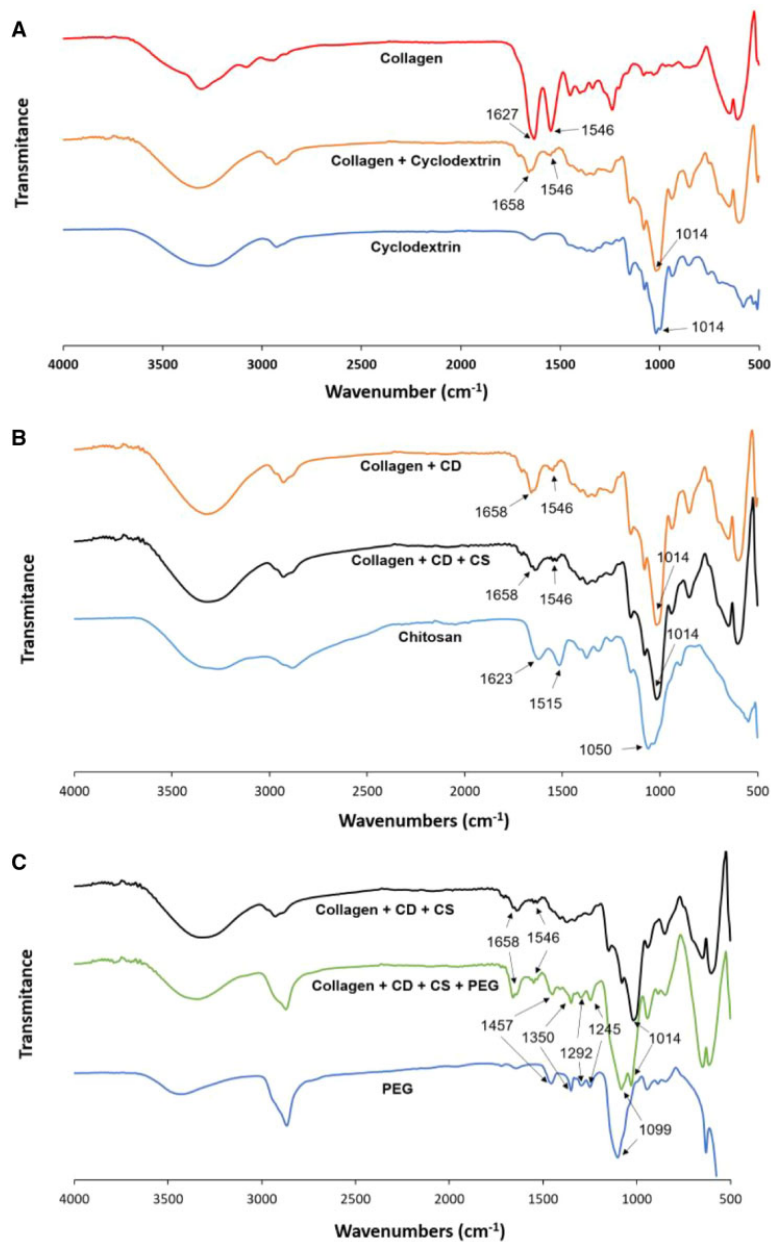 A
Transmitance
Collagen
1627
1546
Collagen + Cyclodextrin
1658
1546
1014
Cyclodextrin
1014
4000 3500 3000 2500 2000 1500 1000 500
Wavenumber (cm-1)
B
Transmitance
Collagen + CD
1658
1546
Collagen + CD + CS
1658
1546
1014
1014
Chitosan
1623
1515
1050
4000 3500 3000 2500 2000 1500 1000 500
Wavenumbers (cm-1)
C
Transmitance
Collagen + CD + CS
1658
1546
Collagen + CD + CS + PEG
1457
1350
1292
1245
1014
PEG
1099
4000 3500 3000 2500 2000 1500 1000 500
Wavenumbers (cm-1)